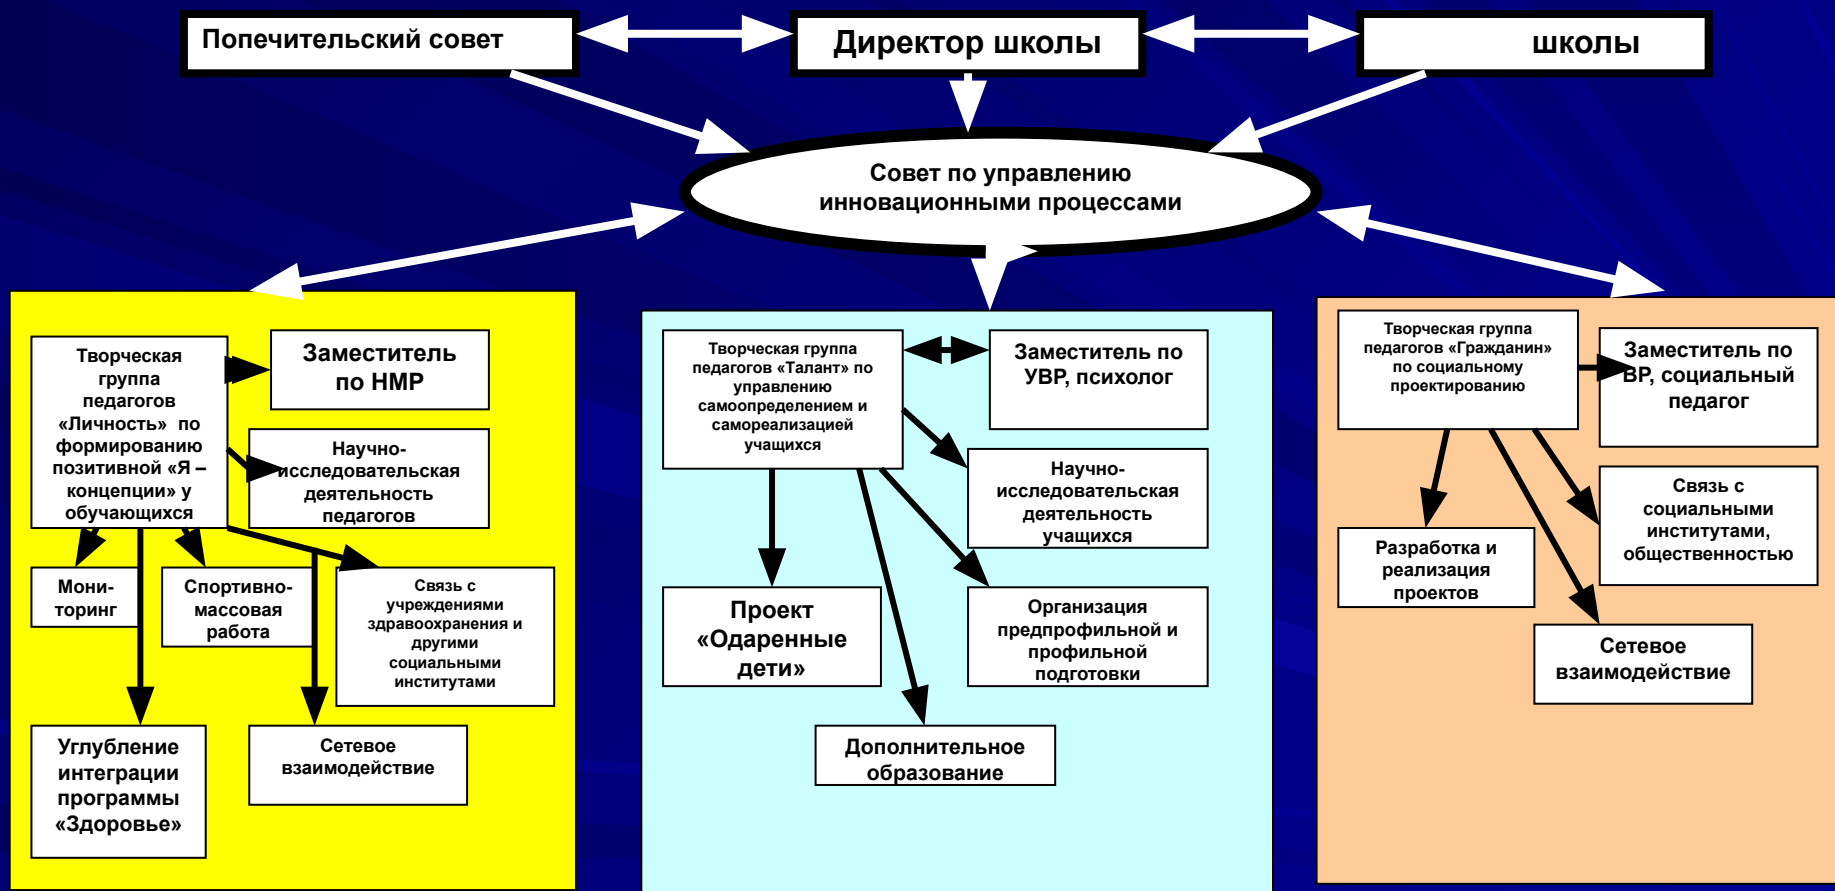 Попечительский совет
Директор школы
школы
Совет по управлению
инновационными процессами
Творческая
группа
педагогов
«Личность» по
формированию
позитивной «Я –
концепции» у
обучающихся
Заместитель
по НМР
Научно-
исследовательская
деятельность
педагогов
Мони-
торинг
Спортивно-
массовая
работа
Связь с
учреждениями
здравоохранения и
другими
социальными
институтами
Углубление
интеграции
программы
«Здоровье»
Сетевое
взаимодействие
Творческая группа
педагогов «Талант» по
управлению
самоопределением и
самореализацией
учащихся
Заместитель по
УВР, психолог
Научно-
исследовательская
деятельность
учащихся
Проект
«Одаренные
дети»
Организация
предпрофильной и
профильной
подготовки
Дополнительное
образование
Творческая группа
педагогов «Гражданин»
по социальному
проектированию
Заместитель по
ВР, социальный
педагог
Связь с
социальными
институтами,
общественностью
Разработка и
реализация
проектов
Сетевое
взаимодействие